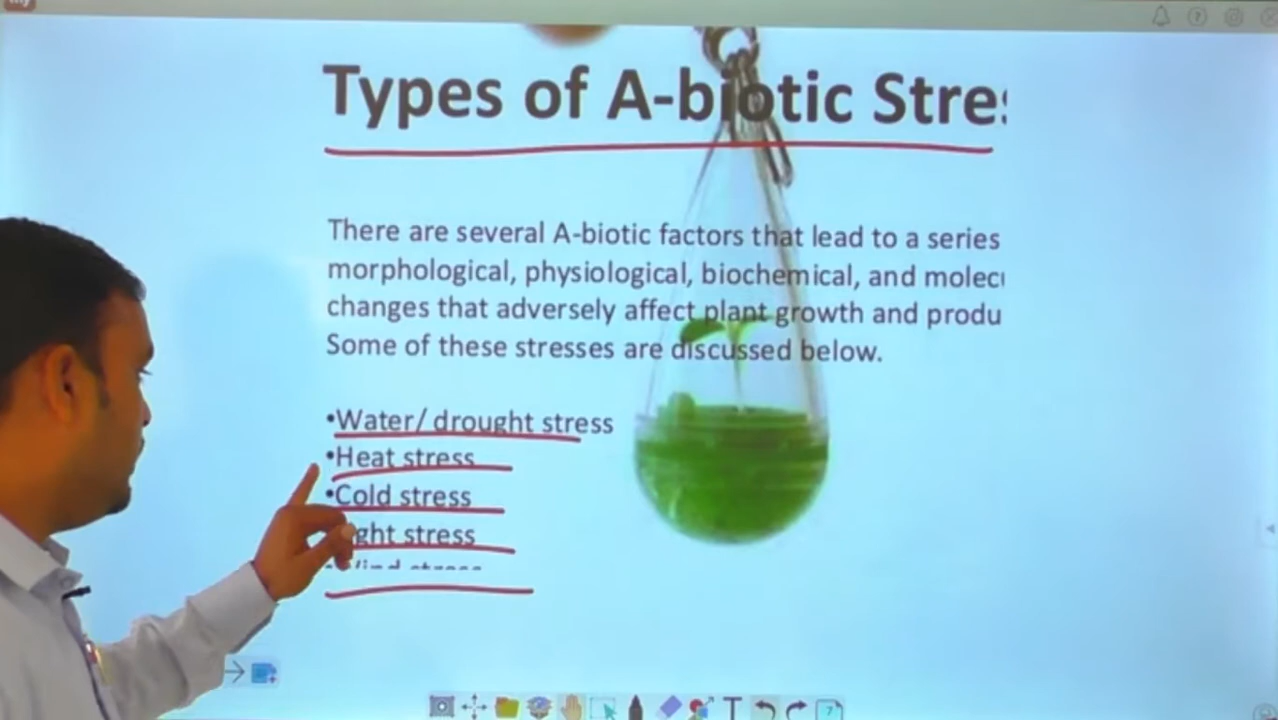 Types of A-biotic Stre
There are several A-biotic factors that lead to a series
morphological, physiological, biochemical, and molec
changes that adversely affect plant growth and produ
Some of these stresses are discussed below.
•Water/ drought stress
•Heat stress
•Cold stress
ght stress
T
7